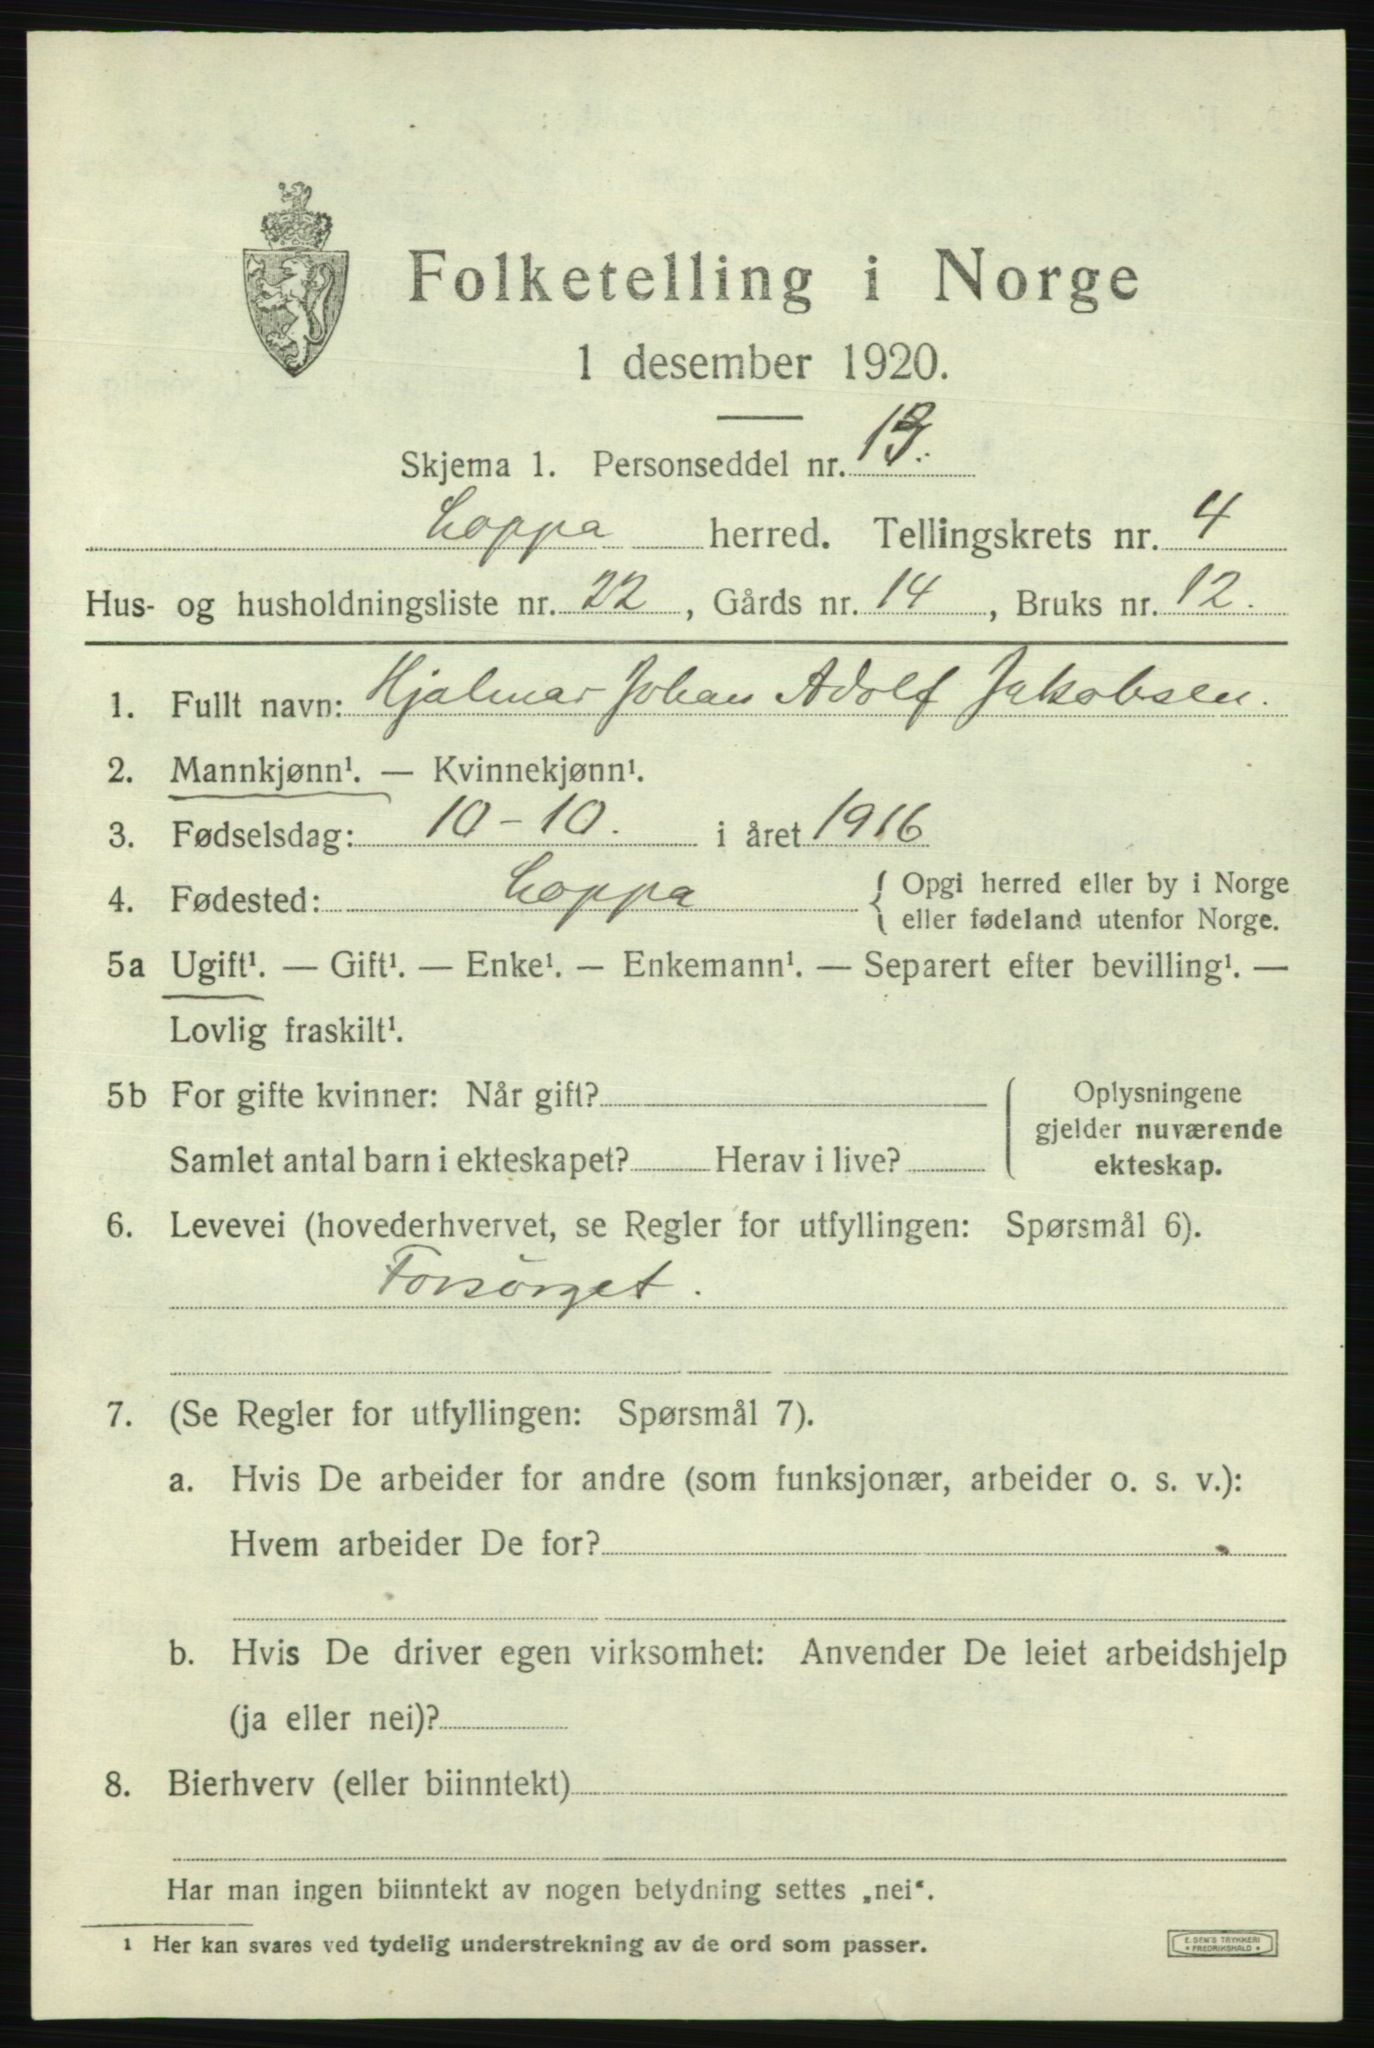 Folketelling i Norge
1 desember 1920.
Skjema 1. Personseddel nr.
Loppa herred. Tellingskrets nr. 4
Hus- og husholdningsliste nr. 22, Gårds nr. 14, Bruks nr. 12.
1. Fullt navn: Hjalmar Johan Adolf Jakobsen.
2. Mannkjønn¹. — Kvinnekjønn¹.
3. Fødselsdag: 10-10. i året 1916
4. Fødested: Loppa { Opgi herred eller by i Norge
eller fødeland utenfor Norge.
5a Ugift¹. — Gift¹. — Enke¹. — Enkemann¹. — Separert efter bevilling¹. —
Lovlig fraskilt¹.
5b For gifte kvinner: Når gift?
Samlet antal barn i ekteskapet? Herav i live?
Oplysningene
gjelder nuværende
ekteskap.
6. Levevei (hovederhvervet, se Regler for utfyllingen: Spørsmål 6).
Forsörget.
7. (Se Regler for utfyllingen: Spørsmål 7).
a. Hvis De arbeider for andre (som funksjonær, arbeider o. s. v.):
Hvem arbeider De for?
b. Hvis De driver egen virksomhet: Anvender De leiet arbeidshjelp
(ja eller nei)?
8. Bierhverv (eller biinntekt)
Har man ingen biinntekt av nogen betydning settes „nei“.
1 Her kan svares ved tydelig understrekning av de ord som passer.
E. SEM'S TRYKKERI
* FREDRIKSHALD *